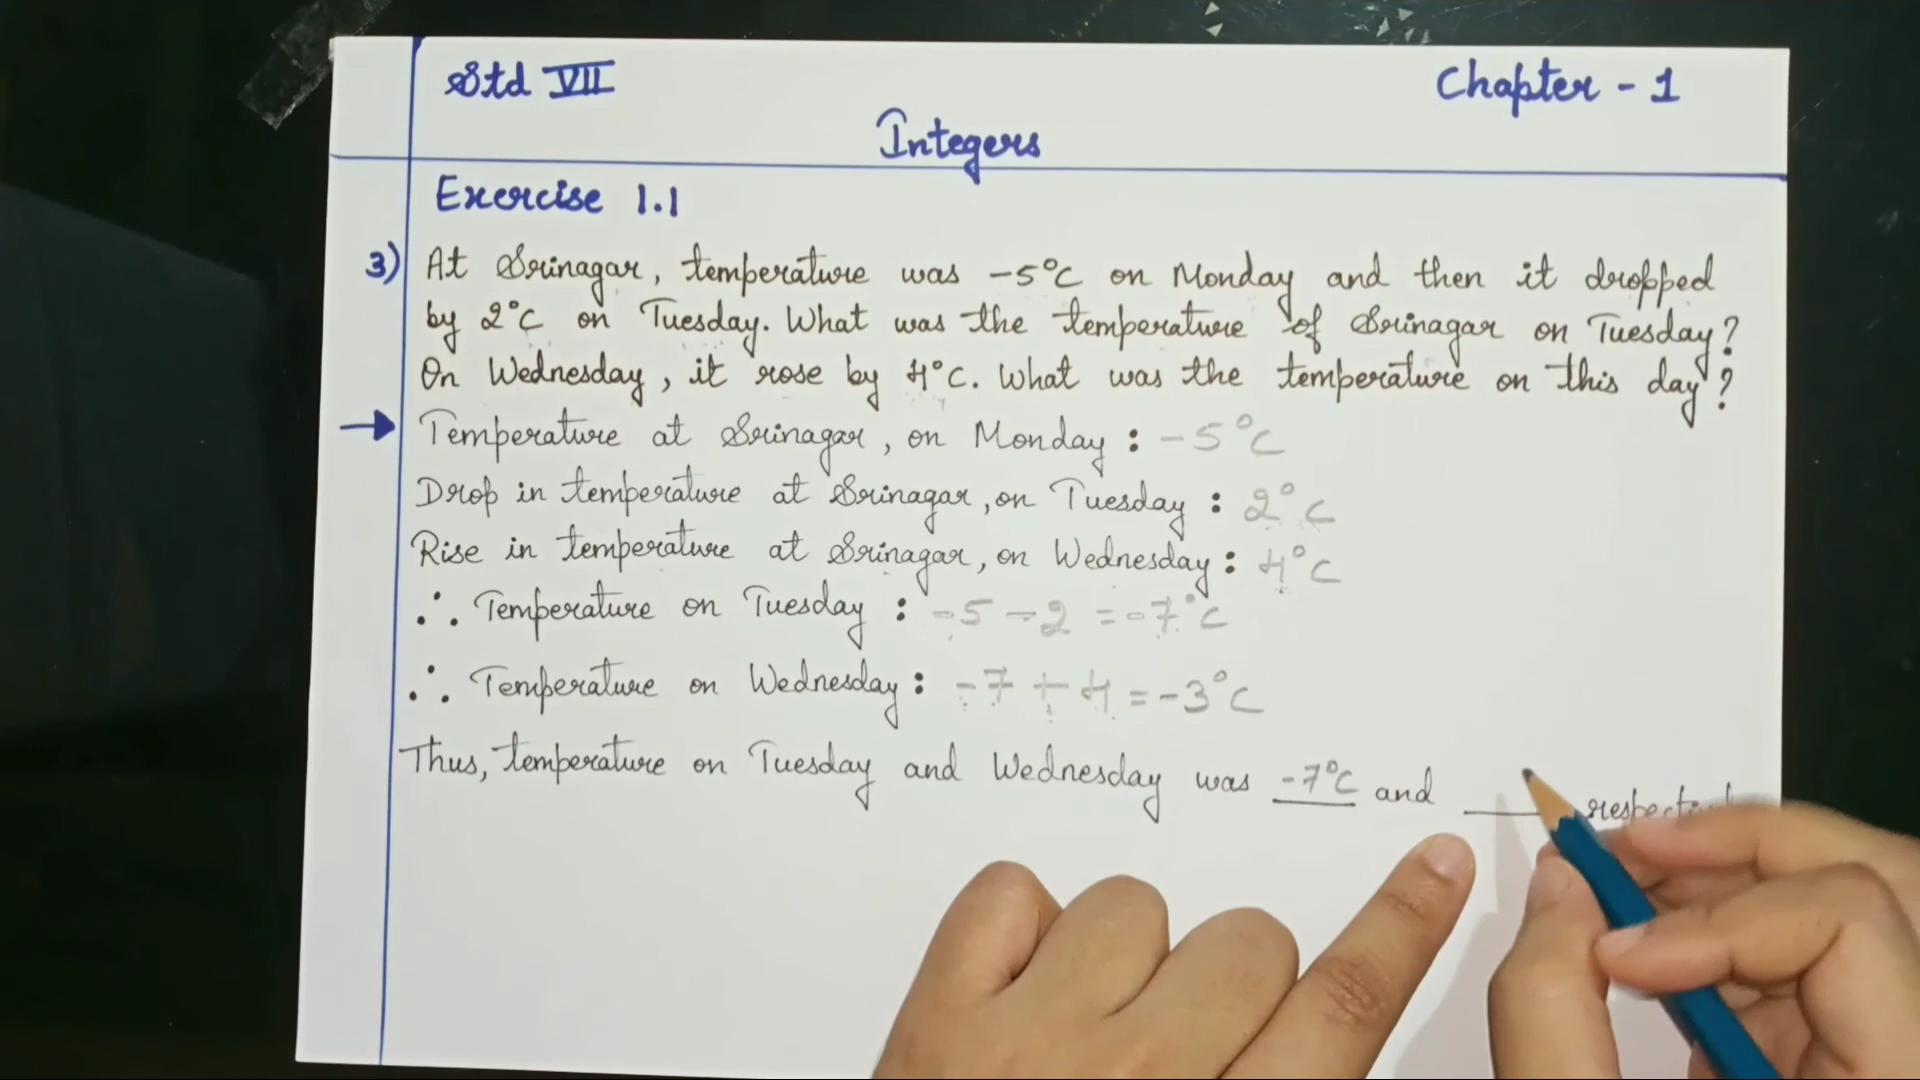 Std VII
Chapter - 1
Integers
Exercise 1.1
3) At Srinagar, temperature was -5°C on Monday and then it dropped
by 2°C on Tuesday. What was the temperature of Srinagar on Tuesday?
On Wednesday, it rose by 4°C. What was the temperature on this day?
→ Temperature at Srinagar, on Monday : -5°C
Drop in temperature at Srinagar, on Tuesday : 2°C
Rise in temperature at Srinagar, on Wednesday : 4°C
∴ Temperature on Tuesday : -5 - 2 = -7°C
∴ Temperature on Wednesday : -7 + 4 = -3°C
Thus, temperature on Tuesday and Wednesday was -7°C and ____